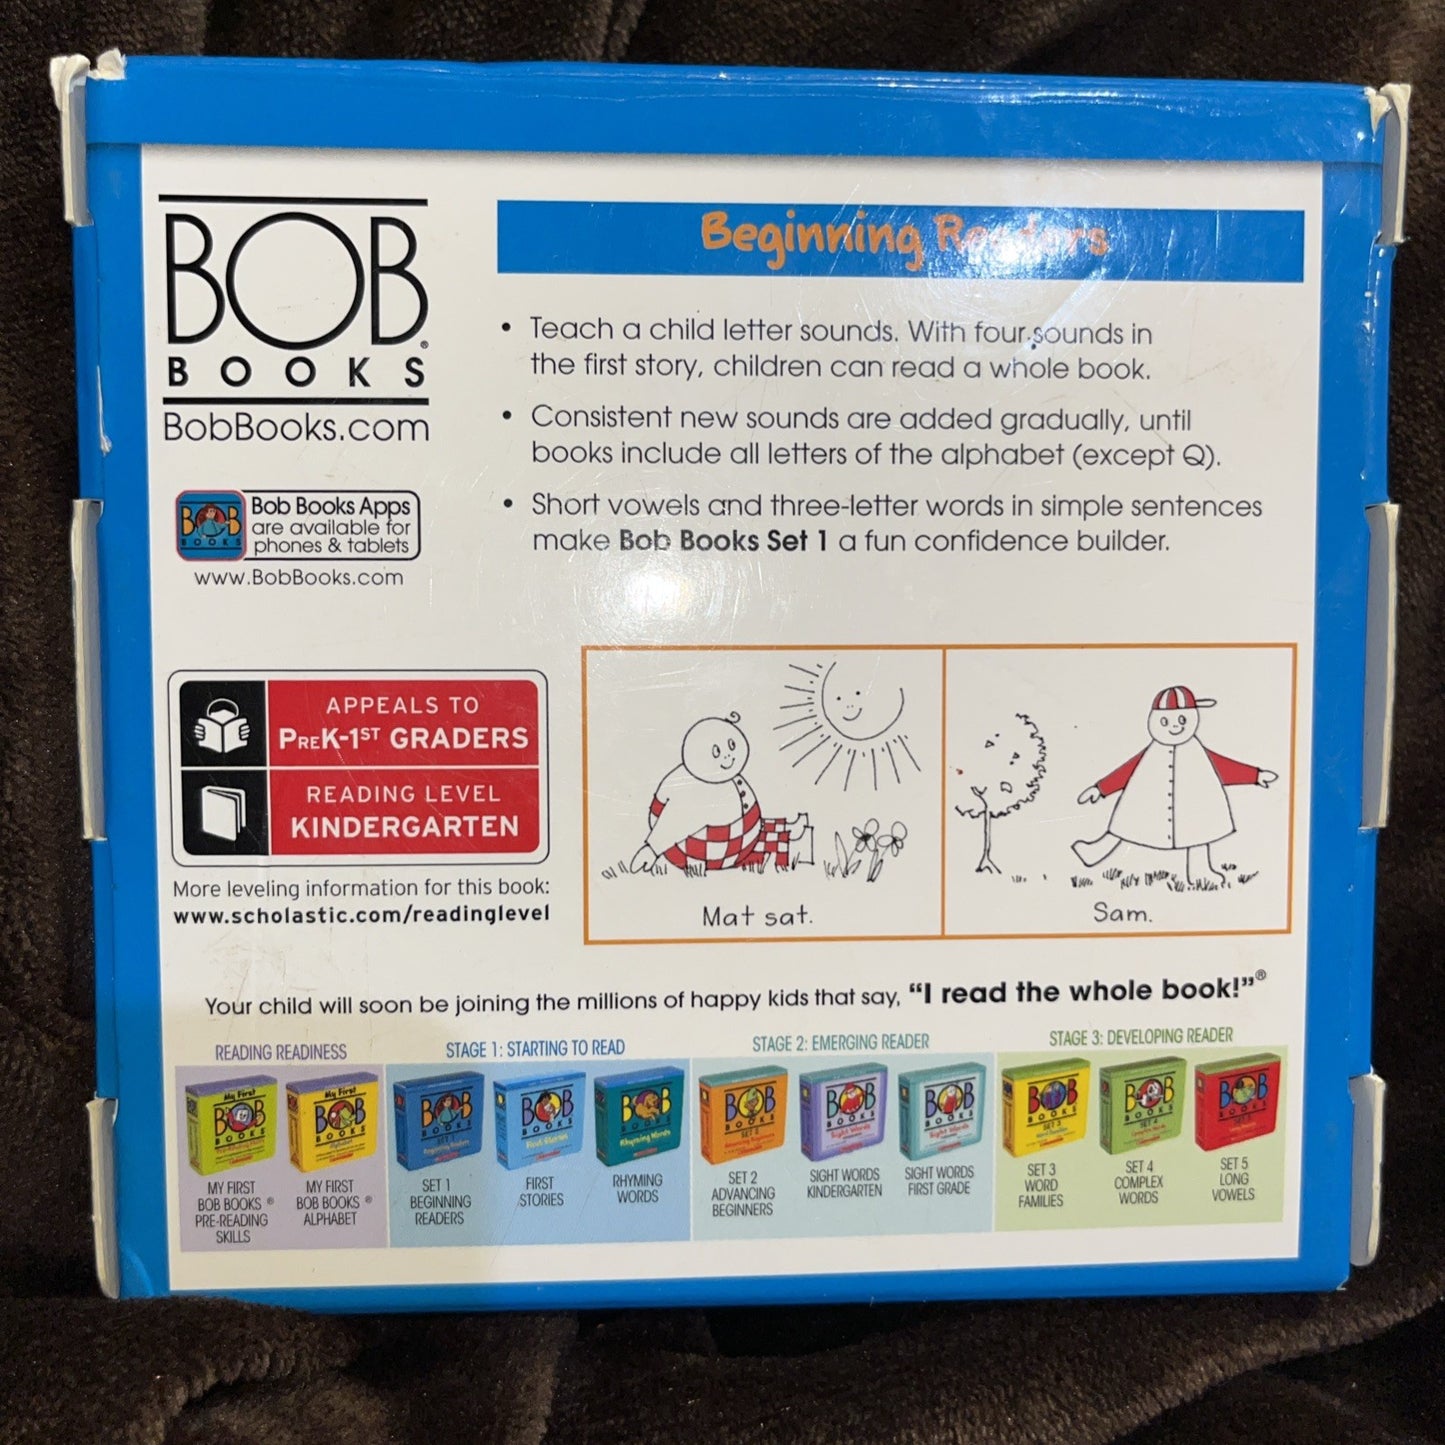 BOB
BOOKS
BobBooks.com
Bob Books Apps
are available for
phones & tablets
www.BobBooks.com
Beginning Readers
• Teach a child letter sounds. With four sounds in
the first story, children can read a whole book.
• Consistent new sounds are added gradually, until
books include all letters of the alphabet (except Q).
• Short vowels and three-letter words in simple sentences
make Bob Books Set 1 a fun confidence builder.
APPEALS TO
PREK-1ST GRADERS
READING LEVEL
KINDERGARTEN
More leveling information for this book:
www.scholastic.com/readinglevel
Mat sat.
Sam.
Your child will soon be joining the millions of happy kids that say, "I read the whole book!"®
READING READINESS
MY FIRST
BOB BOOKS ®
PRE-READING
SKILLS
MY FIRST
BOB BOOKS ®
ALPHABET
STAGE 1: STARTING TO READ
SET 1
BEGINNING
READERS
FIRST
STORIES
RHYMING
WORDS
STAGE 2: EMERGING READER
SET 2
ADVANCING
BEGINNERS
SIGHT WORDS
KINDERGARTEN
SIGHT WORDS
FIRST GRADE
STAGE 3: DEVELOPING READER
SET 3
WORD
FAMILIES
SET 4
COMPLEX
WORDS
SET 5
LONG
VOWELS